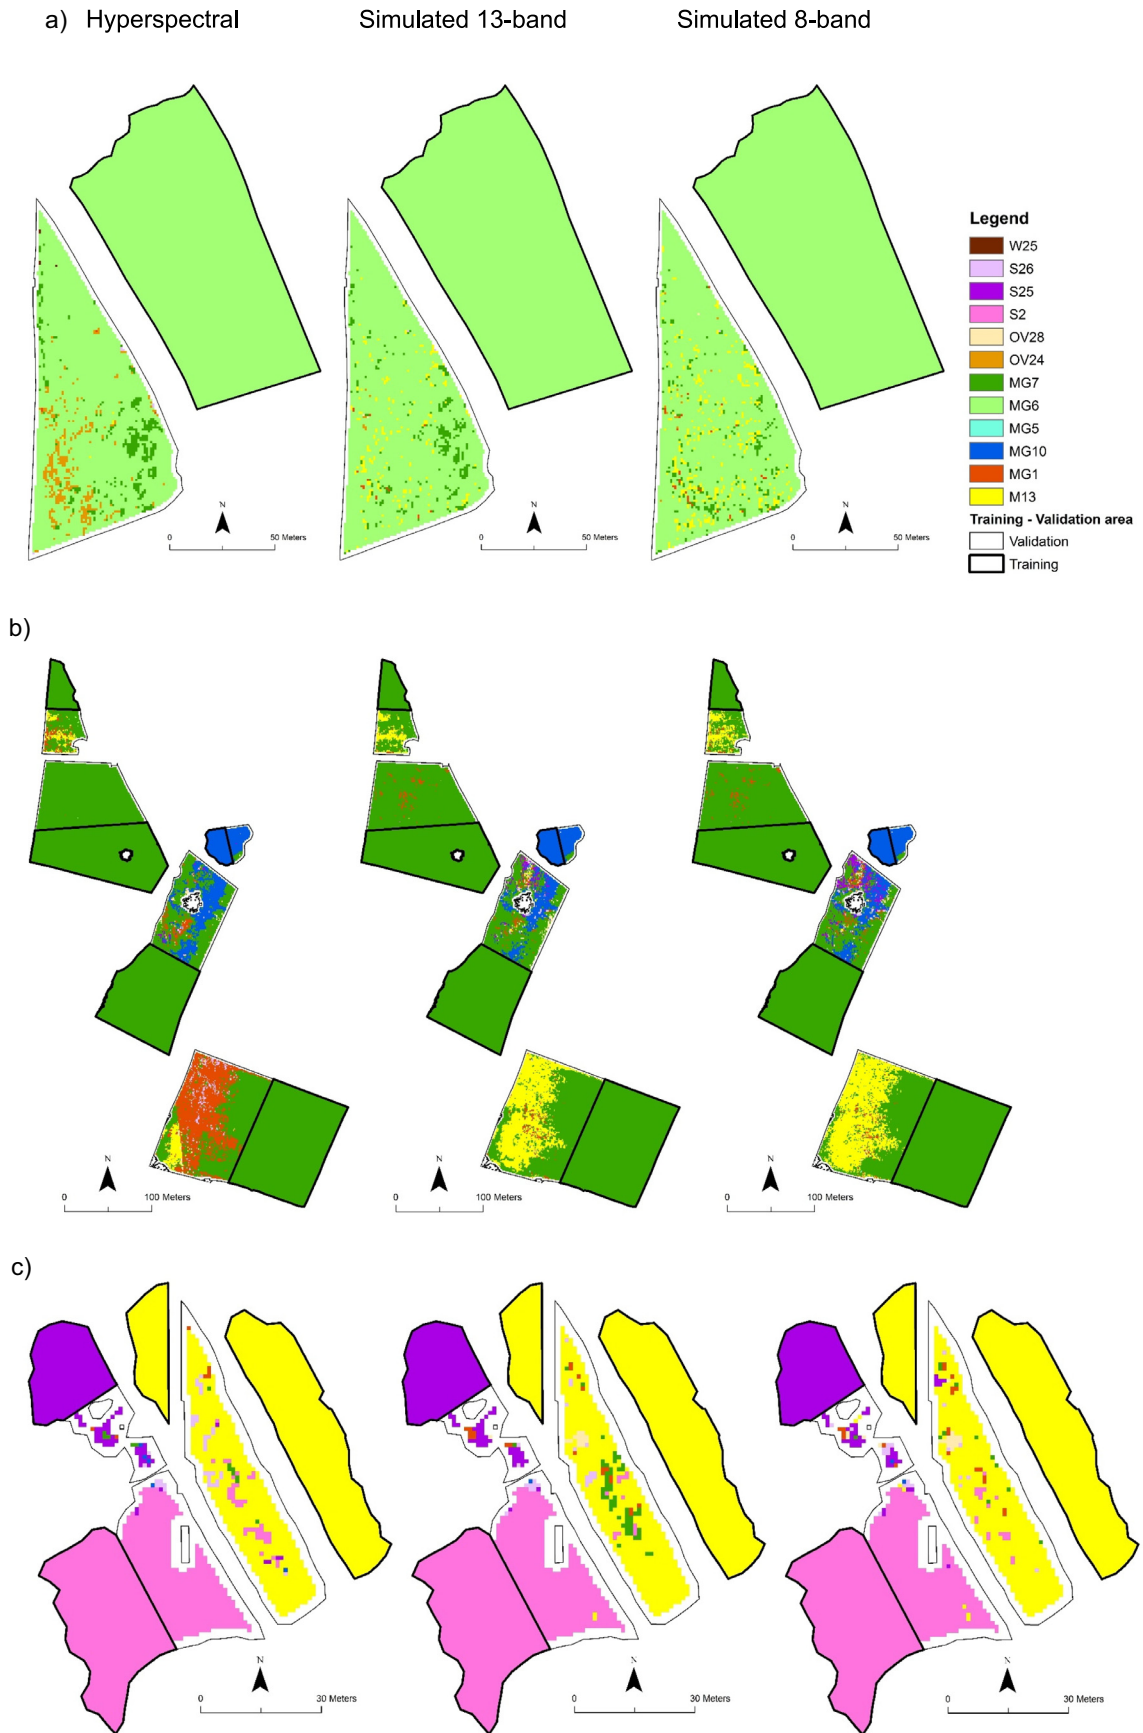 a) Hyperspectral Simulated 13-band Simulated 8-band
Legend
W25
S26
S25
S2
OV28
OV24
MG7
MG6
MG5
MG10
MG1
M13
Training - Validation area
Validation
Training
N N N
0 50 Meters 0 50 Meters 0 50 Meters
b)
N N N
0 100 Meters 0 100 Meters 0 100 Meters
c)
N N N
0 30 Meters 0 30 Meters 0 30 Meters